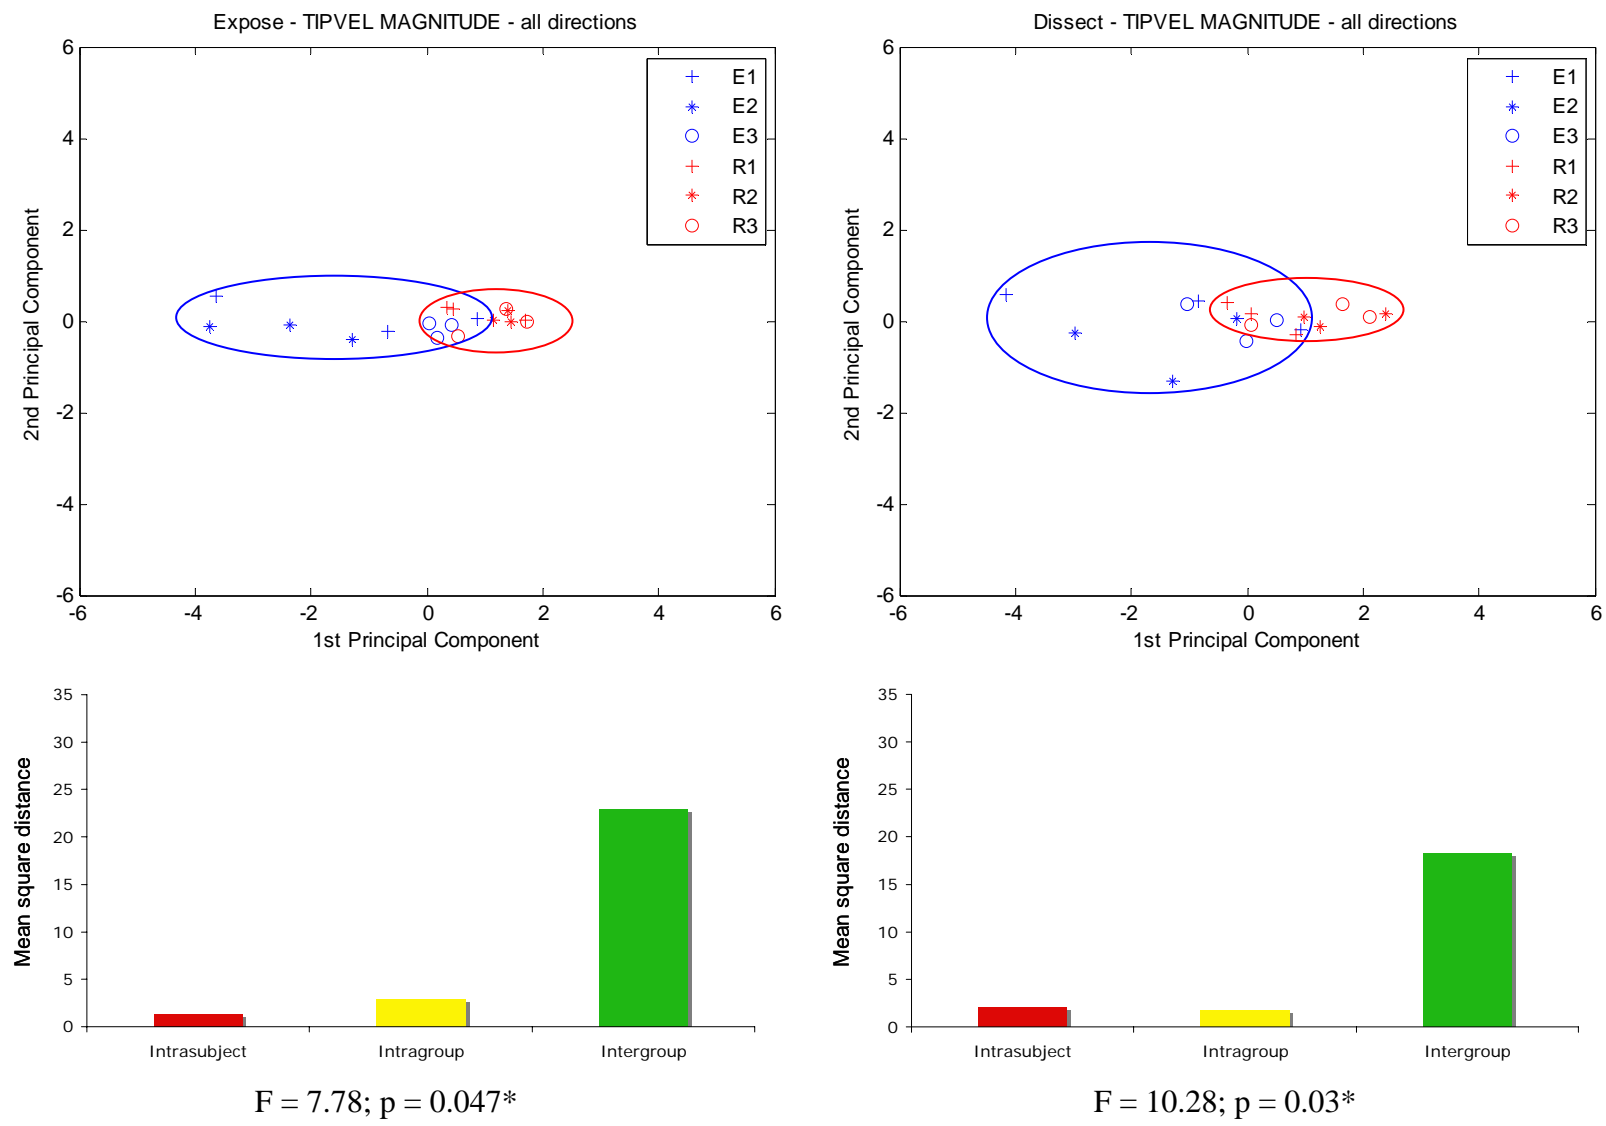 Expose - TIPVEL MAGNITUDE - all directions
6
4
2
0
-2
-4
-6
-6
-4
-2
0
2
4
6
2nd Principal Component
1st Principal Component
E1
E2
E3
R1
R2
R3
Dissect - TIPVEL MAGNITUDE - all directions
6
4
2
0
-2
-4
-6
-6
-4
-2
0
2
4
6
2nd Principal Component
1st Principal Component
E1
E2
E3
R1
R2
R3
35
30
25
20
15
10
5
0
Mean square distance
Intrasubject
Intragroup
Intergroup
F = 7.78; p = 0.047*
35
30
25
20
15
10
5
0
Mean square distance
Intrasubject
Intragroup
Intergroup
F = 10.28; p = 0.03*